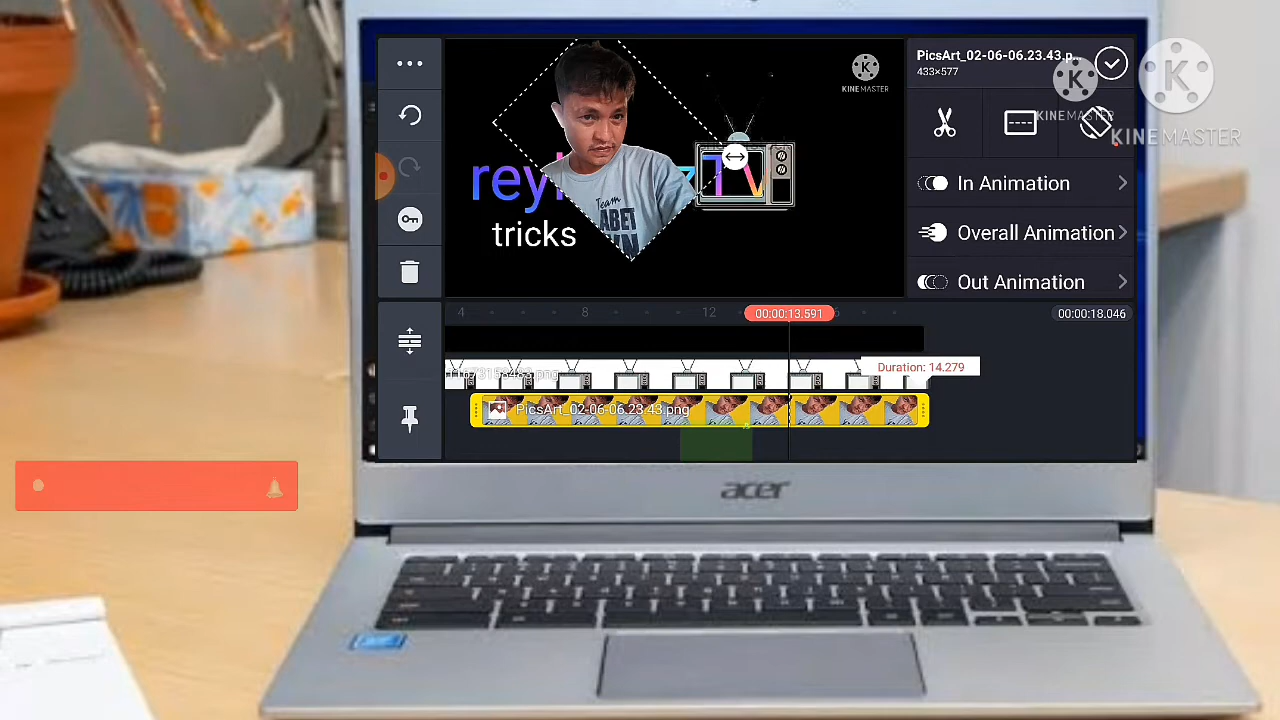 PicsArt_02-06-06.23.43.p...
433×577
KINEMASTER
KINEMASTER
KINEMASTER
In Animation
Overall Animation
Out Animation
TV
tricks
Team
4
8
12
00:00:13.591
00:00:18.046
Duration: 14.279
PicsArt_02-06-06.23.43.png
acer